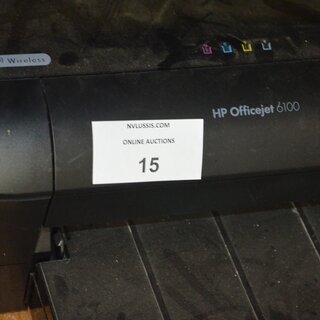 Wireless
HP Officejet 6100
NVLUSSIS.COM
ONLINE AUCTIONS
15